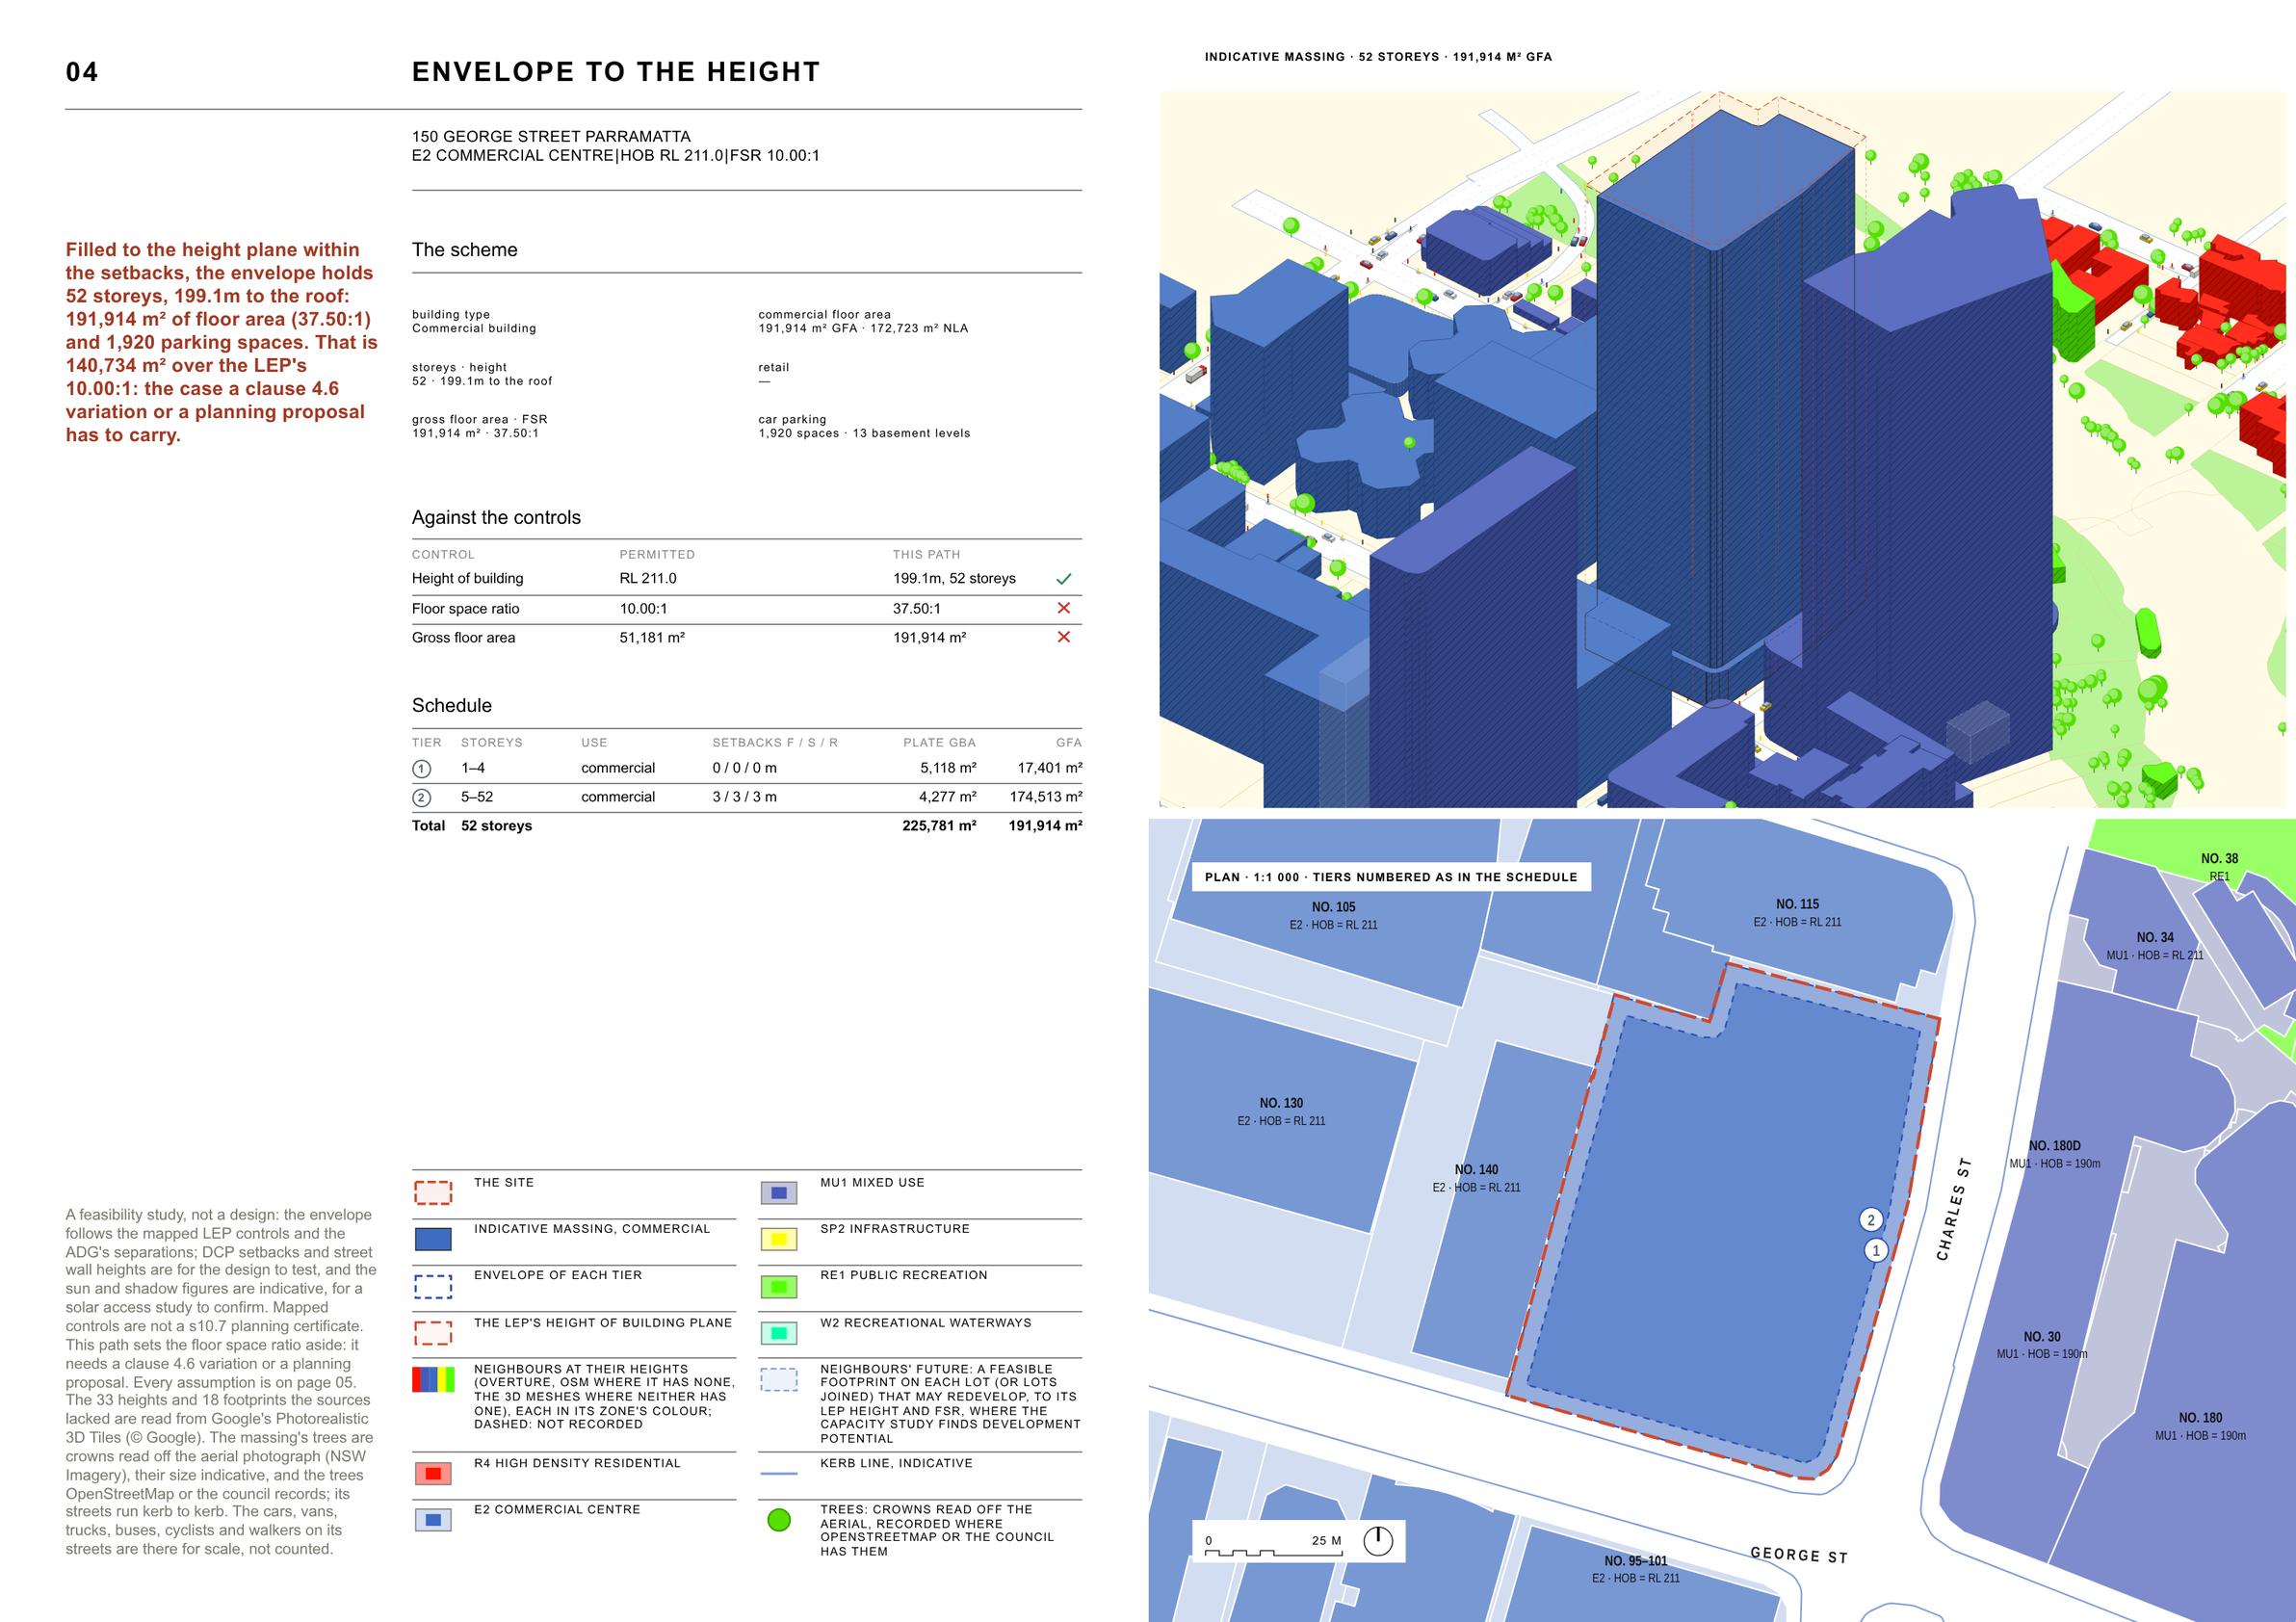 04
ENVELOPE TO THE HEIGHT
150 GEORGE STREET PARRAMATTA
E2 COMMERCIAL CENTRE|HOB RL 211.0|FSR 10.00:1
Filled to the height plane within
the setbacks, the envelope holds
52 storeys, 199.1m to the roof:
191,914 m² of floor area (37.50:1)
and 1,920 parking spaces. That is
140,734 m² over the LEP's
10.00:1: the case a clause 4.6
variation or a planning proposal
has to carry.
The scheme
building type
Commercial building
commercial floor area
191,914 m² GFA · 172,723 m² NLA
storeys · height
52 · 199.1m to the roof
retail
—
gross floor area · FSR
191,914 m² · 37.50:1
car parking
1,920 spaces · 13 basement levels
Against the controls
CONTROL PERMITTED THIS PATH
Height of building RL 211.0 199.1m, 52 storeys ✓
Floor space ratio 10.00:1 37.50:1 ✕
Gross floor area 51,181 m² 191,914 m² ✕
Schedule
TIER STOREYS USE SETBACKS F / S / R PLATE GBA GFA
1 1–4 commercial 0 / 0 / 0 m 5,118 m² 17,401 m²
2 5–52 commercial 3 / 3 / 3 m 4,277 m² 174,513 m²
Total 52 storeys 225,781 m² 191,914 m²
A feasibility study, not a design: the envelope
follows the mapped LEP controls and the
ADG's separations; DCP setbacks and street
wall heights are for the design to test, and the
sun and shadow figures are indicative, for a
solar access study to confirm. Mapped
controls are not a s10.7 planning certificate.
This path sets the floor space ratio aside: it
needs a clause 4.6 variation or a planning
proposal. Every assumption is on page 05.
The 33 heights and 18 footprints the sources
lacked are read from Google's Photorealistic
3D Tiles (© Google). The massing's trees are
crowns read off the aerial photograph (NSW
Imagery), their size indicative, and the trees
OpenStreetMap or the council records; its
streets run kerb to kerb. The cars, vans,
trucks, buses, cyclists and walkers on its
streets are there for scale, not counted.
THE SITE
INDICATIVE MASSING, COMMERCIAL
ENVELOPE OF EACH TIER
THE LEP'S HEIGHT OF BUILDING PLANE
NEIGHBOURS AT THEIR HEIGHTS
(OVERTURE, OSM WHERE IT HAS NONE,
THE 3D MESHES WHERE NEITHER HAS
ONE), EACH IN ITS ZONE'S COLOUR;
DASHED: NOT RECORDED
R4 HIGH DENSITY RESIDENTIAL
E2 COMMERCIAL CENTRE
MU1 MIXED USE
SP2 INFRASTRUCTURE
RE1 PUBLIC RECREATION
W2 RECREATIONAL WATERWAYS
NEIGHBOURS' FUTURE: A FEASIBLE
FOOTPRINT ON EACH LOT (OR LOTS
JOINED) THAT MAY REDEVELOP, TO ITS
LEP HEIGHT AND FSR, WHERE THE
CAPACITY STUDY FINDS DEVELOPMENT
POTENTIAL
KERB LINE, INDICATIVE
TREES: CROWNS READ OFF THE
AERIAL, RECORDED WHERE
OPENSTREETMAP OR THE COUNCIL
HAS THEM
INDICATIVE MASSING · 52 STOREYS · 191,914 M² GFA
PLAN · 1:1 000 · TIERS NUMBERED AS IN THE SCHEDULE
NO. 105
E2 · HOB = RL 211
NO. 115
E2 · HOB = RL 211
NO. 38
RE1
NO. 34
MU1 · HOB = RL 211
NO. 130
E2 · HOB = RL 211
NO. 140
E2 · HOB = RL 211
NO. 180D
MU1 · HOB = 190m
2
1
CHARLES ST
NO. 30
MU1 · HOB = 190m
NO. 180
MU1 · HOB = 190m
0 25 M
GEORGE ST
NO. 95–101
E2 · HOB = RL 211